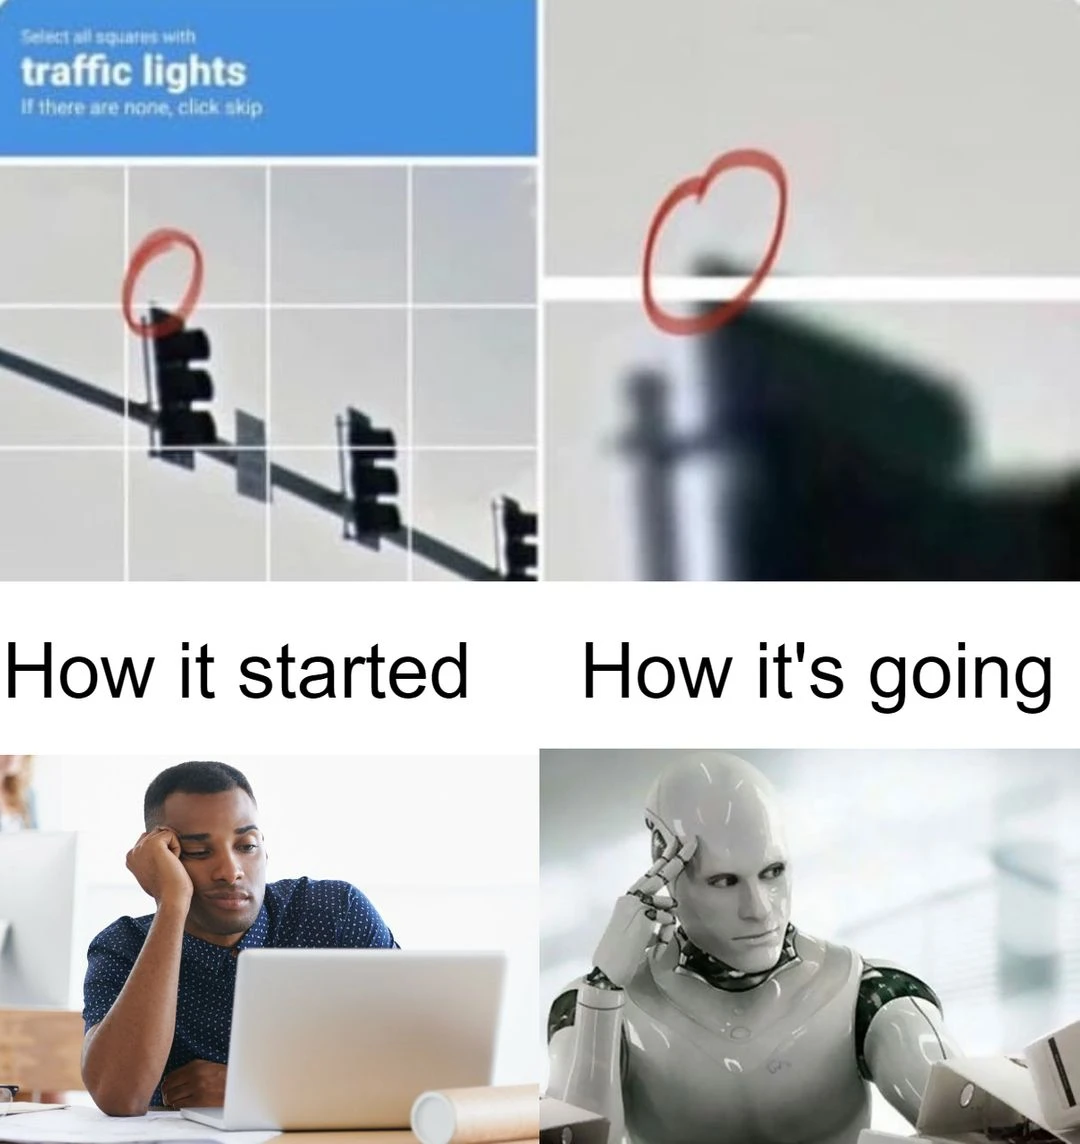 Select all squares with
traffic lights
If there are none, click skip
How it started
How it's going